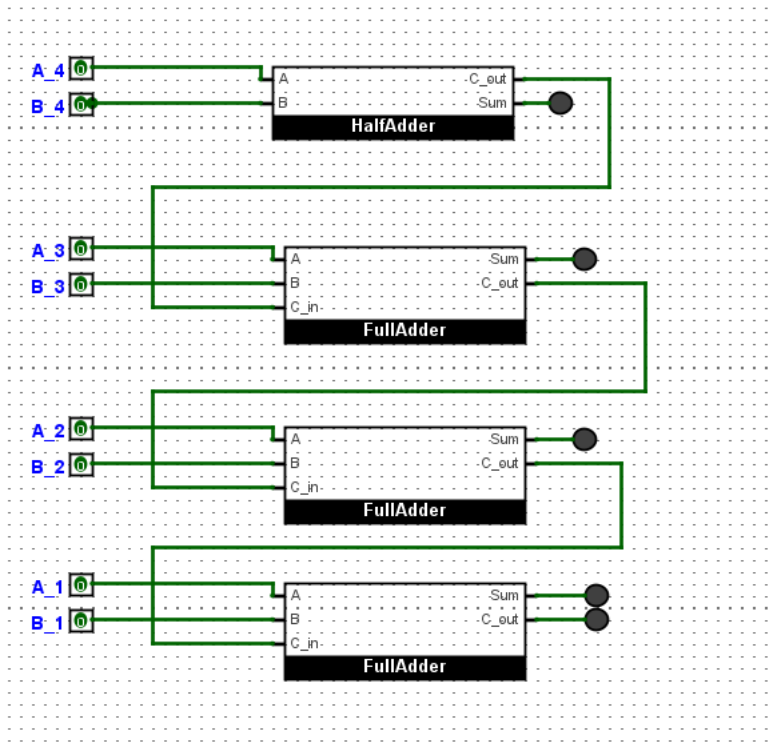 A_4 0 A C_out
B_4 0 B Sum
HalfAdder
A_3 0 A Sum
B_3 0 B C_out
C_in
FullAdder
A_2 0 A Sum
B_2 0 B C_out
C_in
FullAdder
A_1 0 A Sum
B_1 0 B C_out
C_in
FullAdder